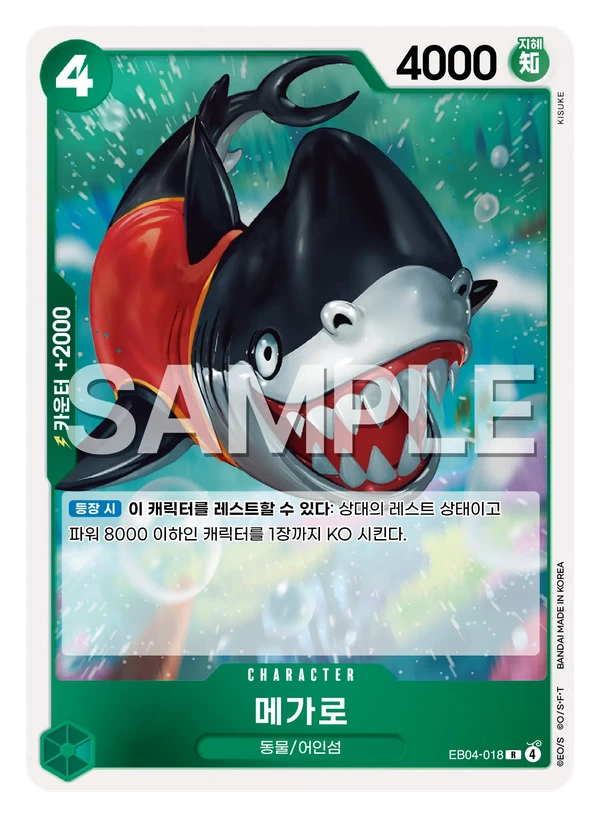 4
4000
지혜
知
KISUKE
카운터 +2000
SAMPLE
등장 시 이 캐릭터를 레스트할 수 있다: 상대의 레스트 상태이고
파워 8000 이하인 캐릭터를 1장까지 KO 시킨다.
CHARACTER
메가로
동물/어인섬
EB04-018 R 4
©EO/S ©O/S·F·T BANDAI MADE IN KOREA